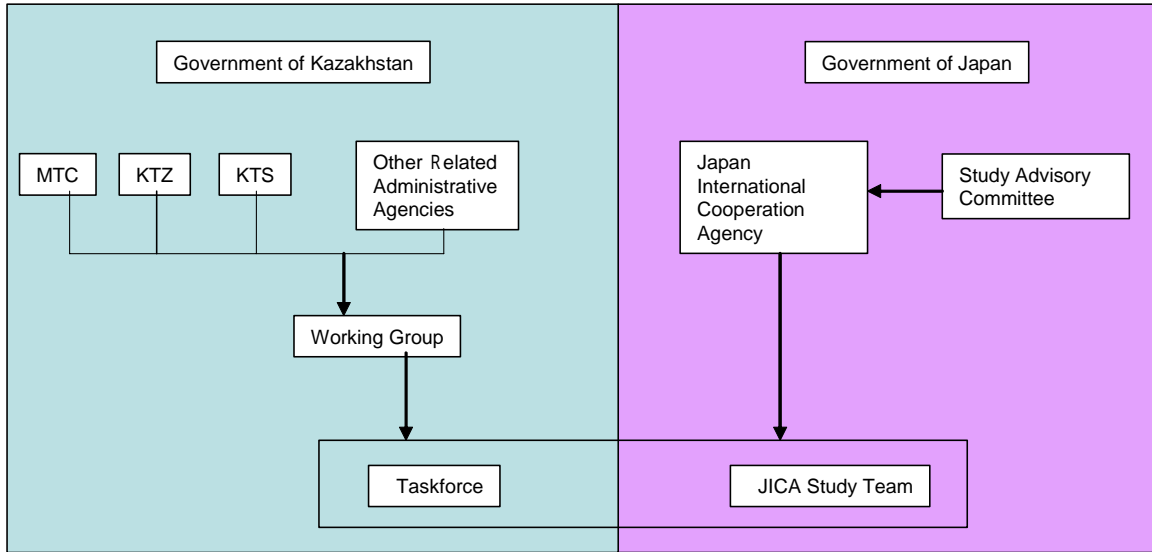 Government of Kazakhstan
Government of Japan
MTC
KTZ
KTS
Other Related
Administrative
Agencies
Japan
International
Cooperation
Agency
Study Advisory
Committee
Working Group
Taskforce
JICA Study Team